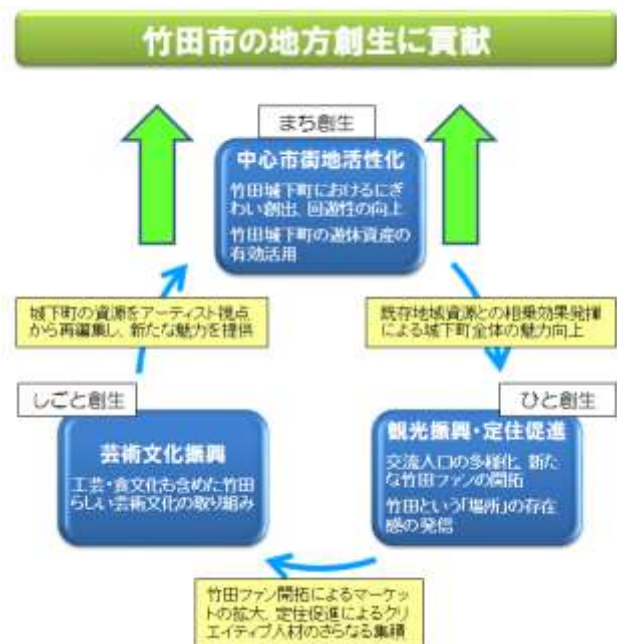 竹田市の地方創生に貢献
まち創生
中心市街地活性化
竹田城下町におけるにぎ
わい創出、回遊性の向上
竹田城下町の遊休資産の
有効活用
城下町の資源をアーティスト視点
から再編集し、新たな魅力を提供
既存地域資源との相乗効果発揮
による城下町全体の魅力向上
しごと創生
芸術文化振興
工芸・食文化も含めた竹田
らしい芸術文化の取り組み
ひと創生
観光振興・定住促進
交流人口の多様化、新た
な竹田ファンの開拓
竹田という「場所」の存在
感の発信
竹田ファン開拓によるマーケッ
トの拡大、定住促進によるクリ
エイティブ人材のさらなる集積